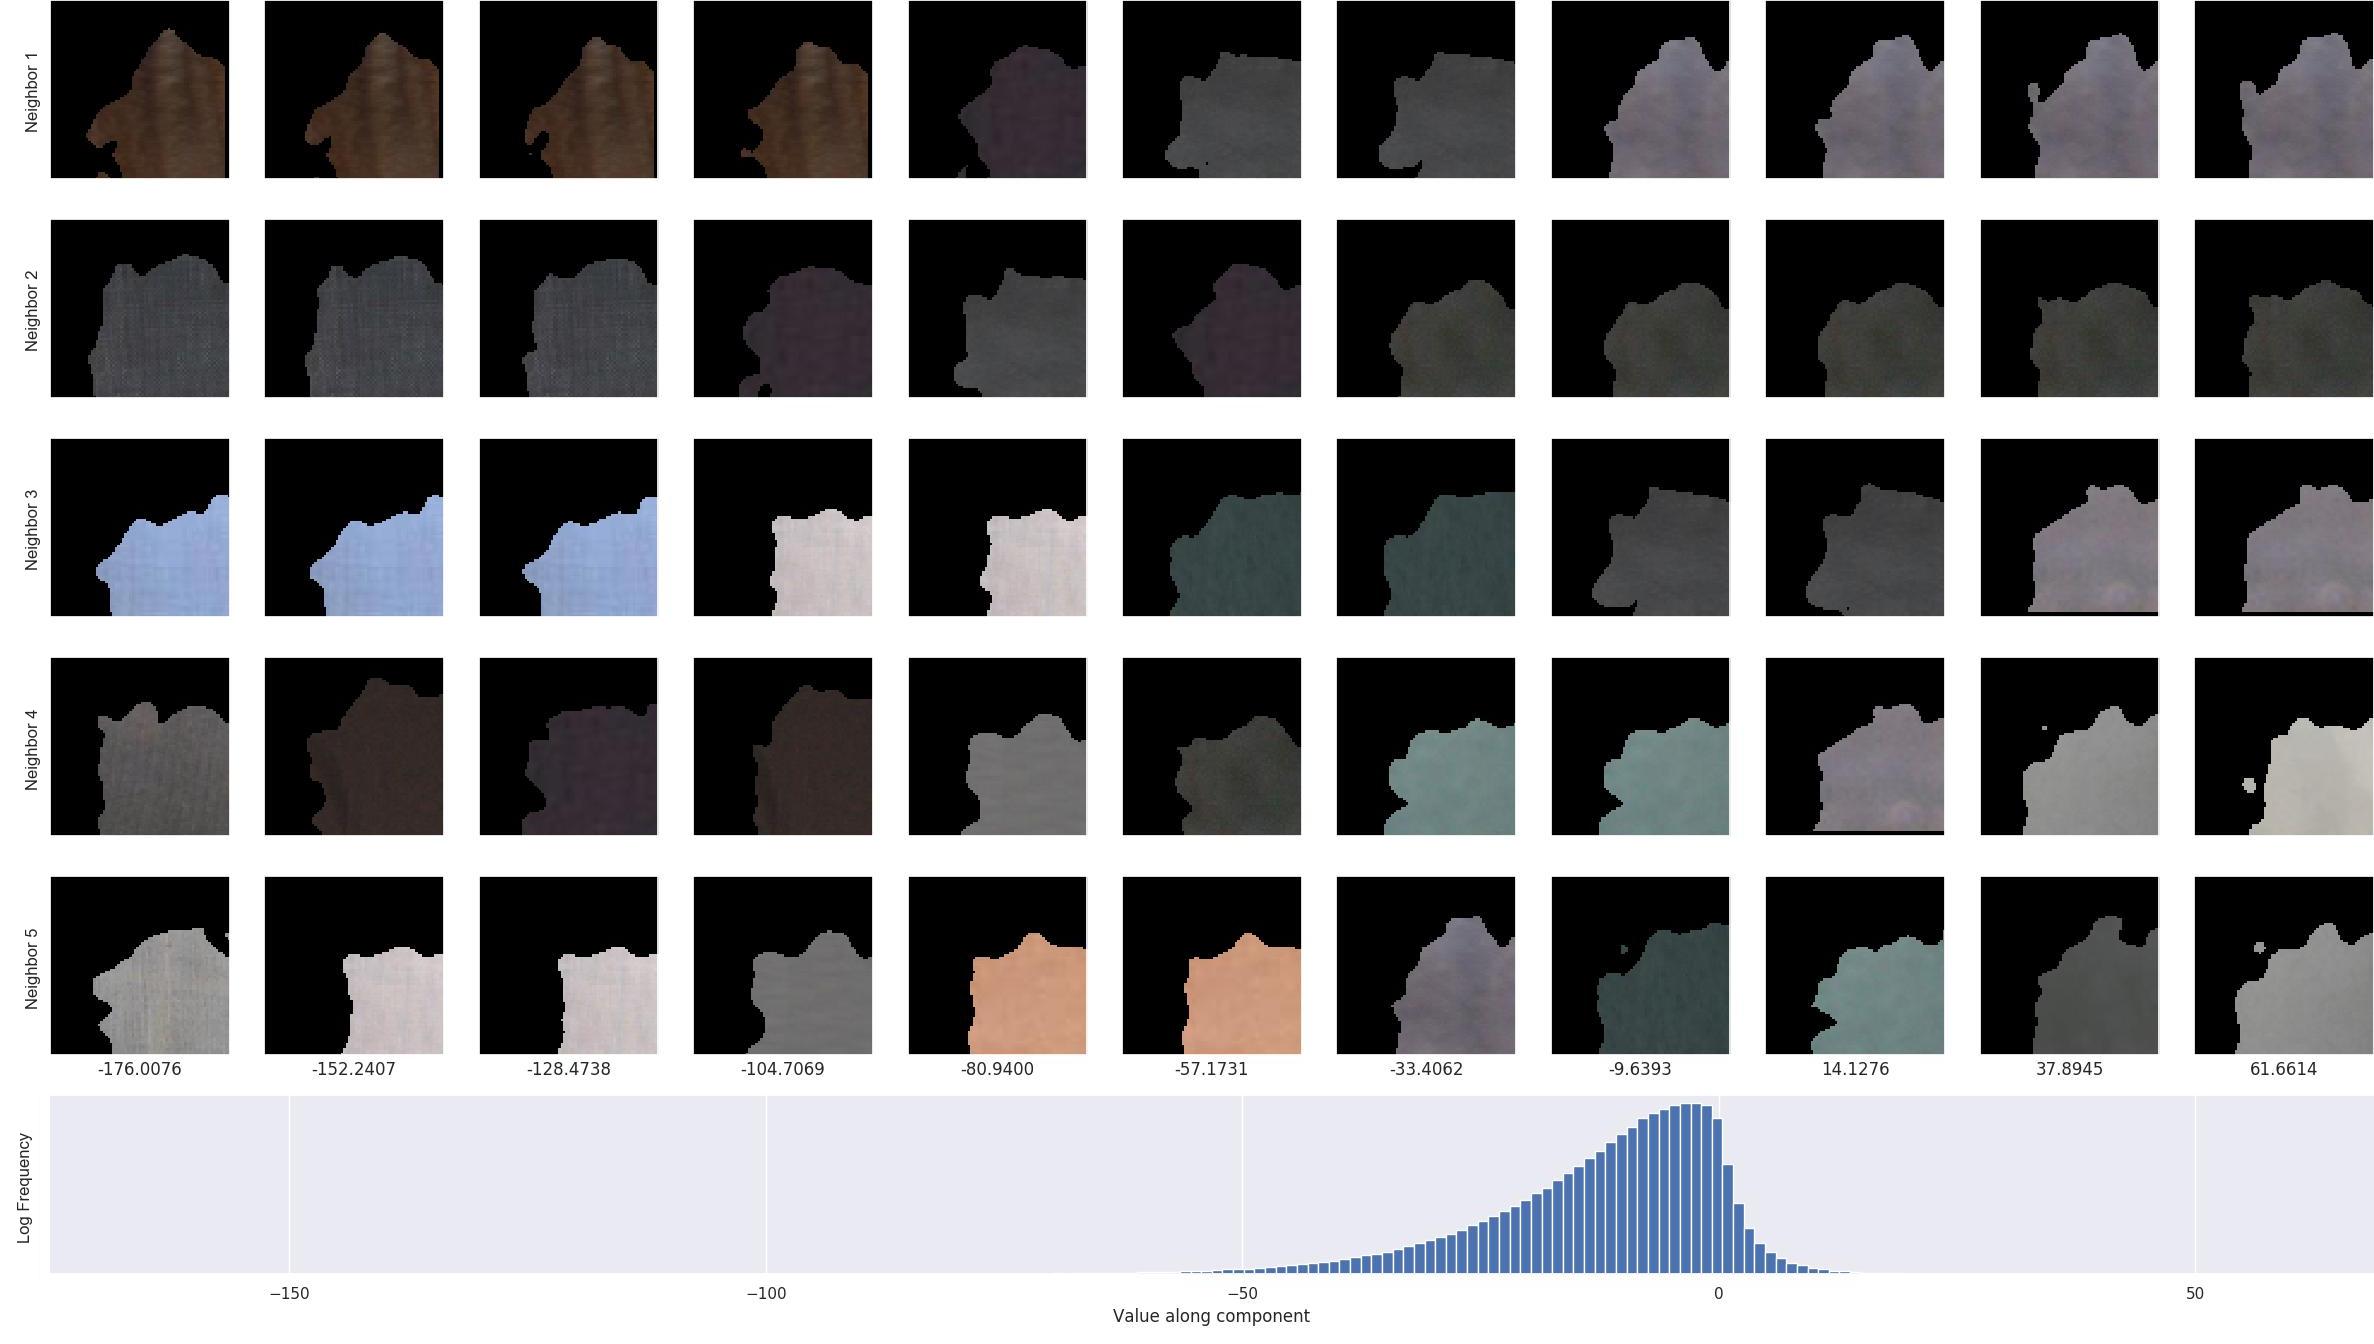 Neighbor 1
Neighbor 2
Neighbor 3
Neighbor 4
Neighbor 5
-176.0076 -152.2407 -128.4738 -104.7069 -80.9400 -57.1731 -33.4062 -9.6393 14.1276 37.8945 61.6614
Log Frequency
−150 −100 −50 0 50
Value along component